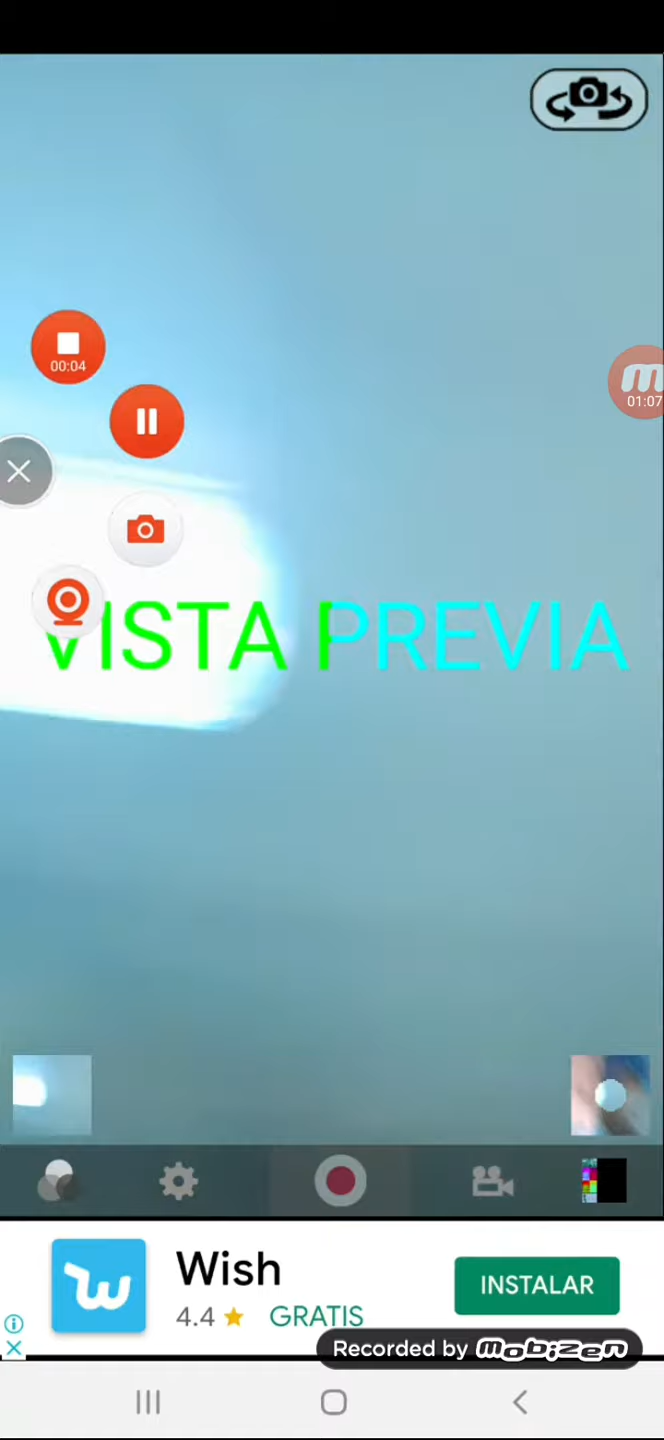 00:04
01:07
VISTA PREVIA
Wish
4.4 GRATIS
INSTALAR
Recorded by mobizen